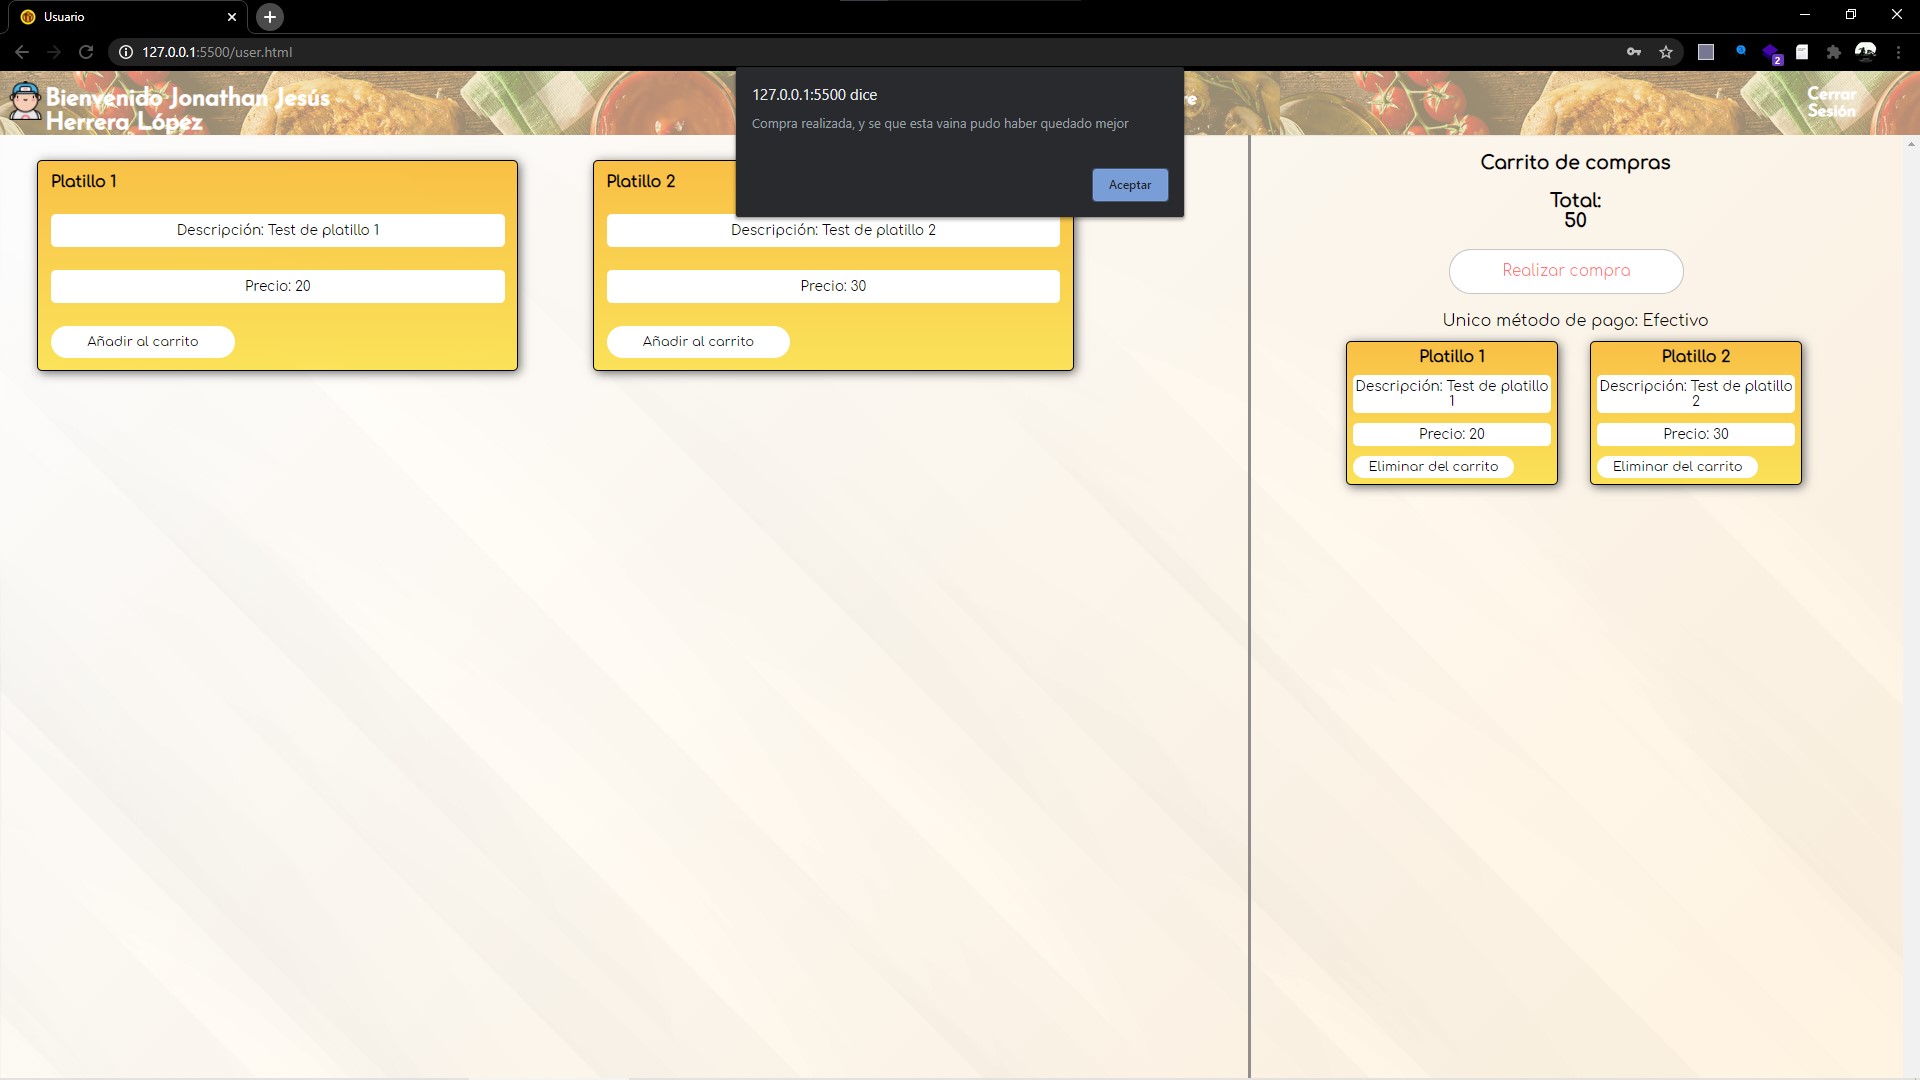 Usuario
127.0.0.1:5500/user.html
2
Bienvenido Jonathan Jesús
Herrera López
Cerrar
Sesión
127.0.0.1:5500 dice
Compra realizada, y se que esta vaina pudo haber quedado mejor
Aceptar
Platillo 1
Descripción: Test de platillo 1
Precio: 20
Añadir al carrito
Platillo 2
Descripción: Test de platillo 2
Precio: 30
Añadir al carrito
Carrito de compras
Total:
50
Realizar compra
Unico método de pago: Efectivo
Platillo 1
Descripción: Test de platillo
1
Precio: 20
Eliminar del carrito
Platillo 2
Descripción: Test de platillo
2
Precio: 30
Eliminar del carrito